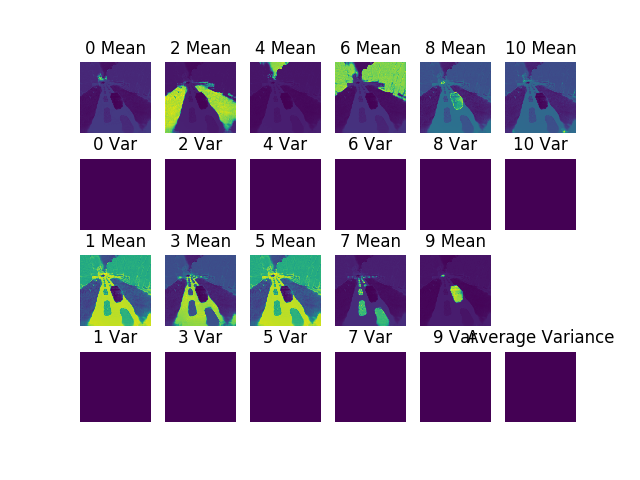 0 Mean 2 Mean 4 Mean 6 Mean 8 Mean 10 Mean
0 Var 2 Var 4 Var 6 Var 8 Var 10 Var
1 Mean 3 Mean 5 Mean 7 Mean 9 Mean
1 Var 3 Var 5 Var 7 Var 9 Var Average Variance